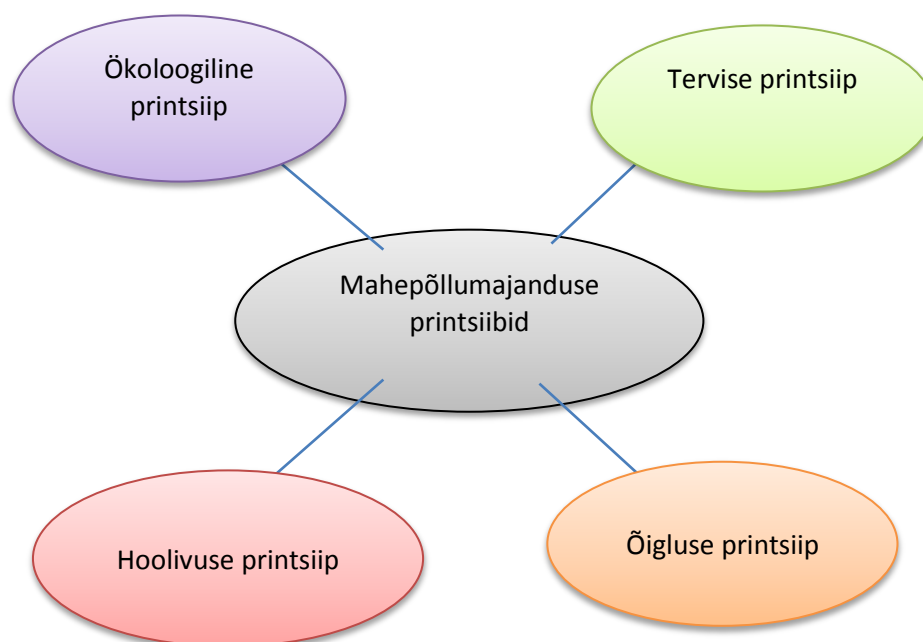 Ökoloogiline
printsiip
Tervise printsiip
Mahepõllumajanduse
printsiibid
Hoolivuse printsiip
Õigluse printsiip